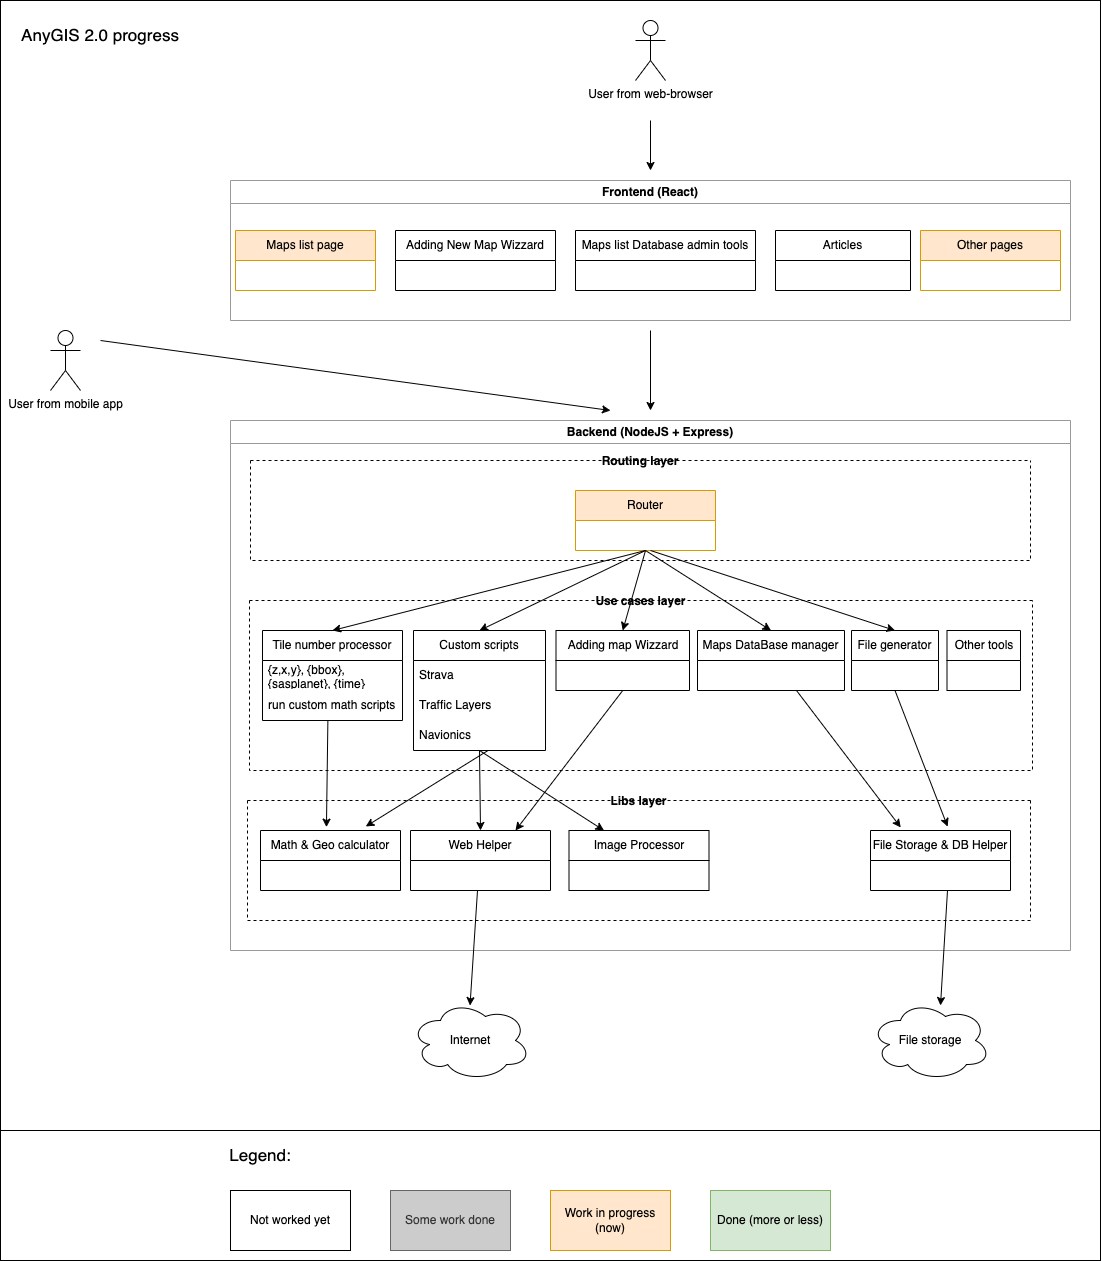 AnyGIS 2.0 progress
User from web-browser
Frontend (React)
Maps list page
Adding New Map Wizzard
Maps list Database admin tools
Articles
Other pages
User from mobile app
Backend (NodeJS + Express)
Routing layer
Router
Use cases layer
Tile number processor
{z,x,y}, {bbox},
{sasplanet}, {time}
run custom math scripts
Custom scripts
Strava
Traffic Layers
Navionics
Adding map Wizzard
Maps DataBase manager
File generator
Other tools
Libs layer
Math & Geo calculator
Web Helper
Image Processor
File Storage & DB Helper
Internet
File storage
Legend:
Not worked yet
Some work done
Work in progress
(now)
Done (more or less)